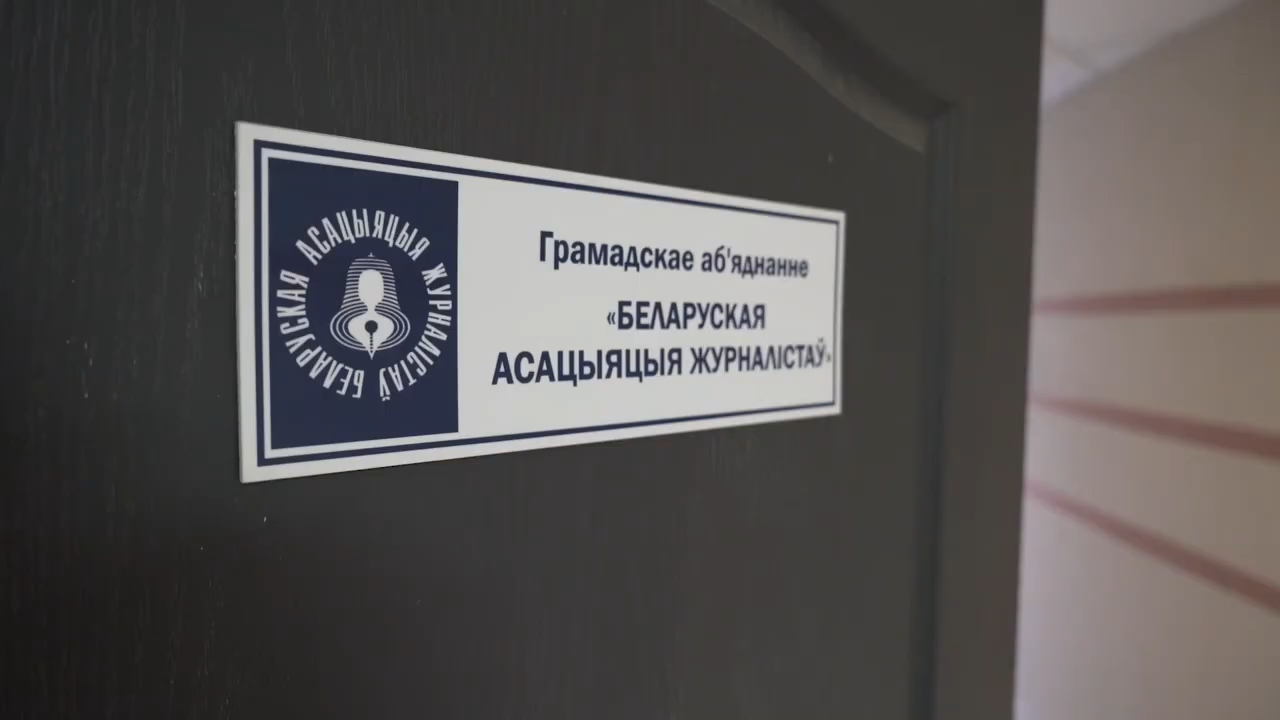 БЕЛАРУСКАЯ АСАЦЫЯЦЫЯ ЖУРНАЛІСТАЎ
Грамадскае аб'яднанне
«БЕЛАРУСКАЯ
АСАЦЫЯЦЫЯ ЖУРНАЛІСТАЎ»